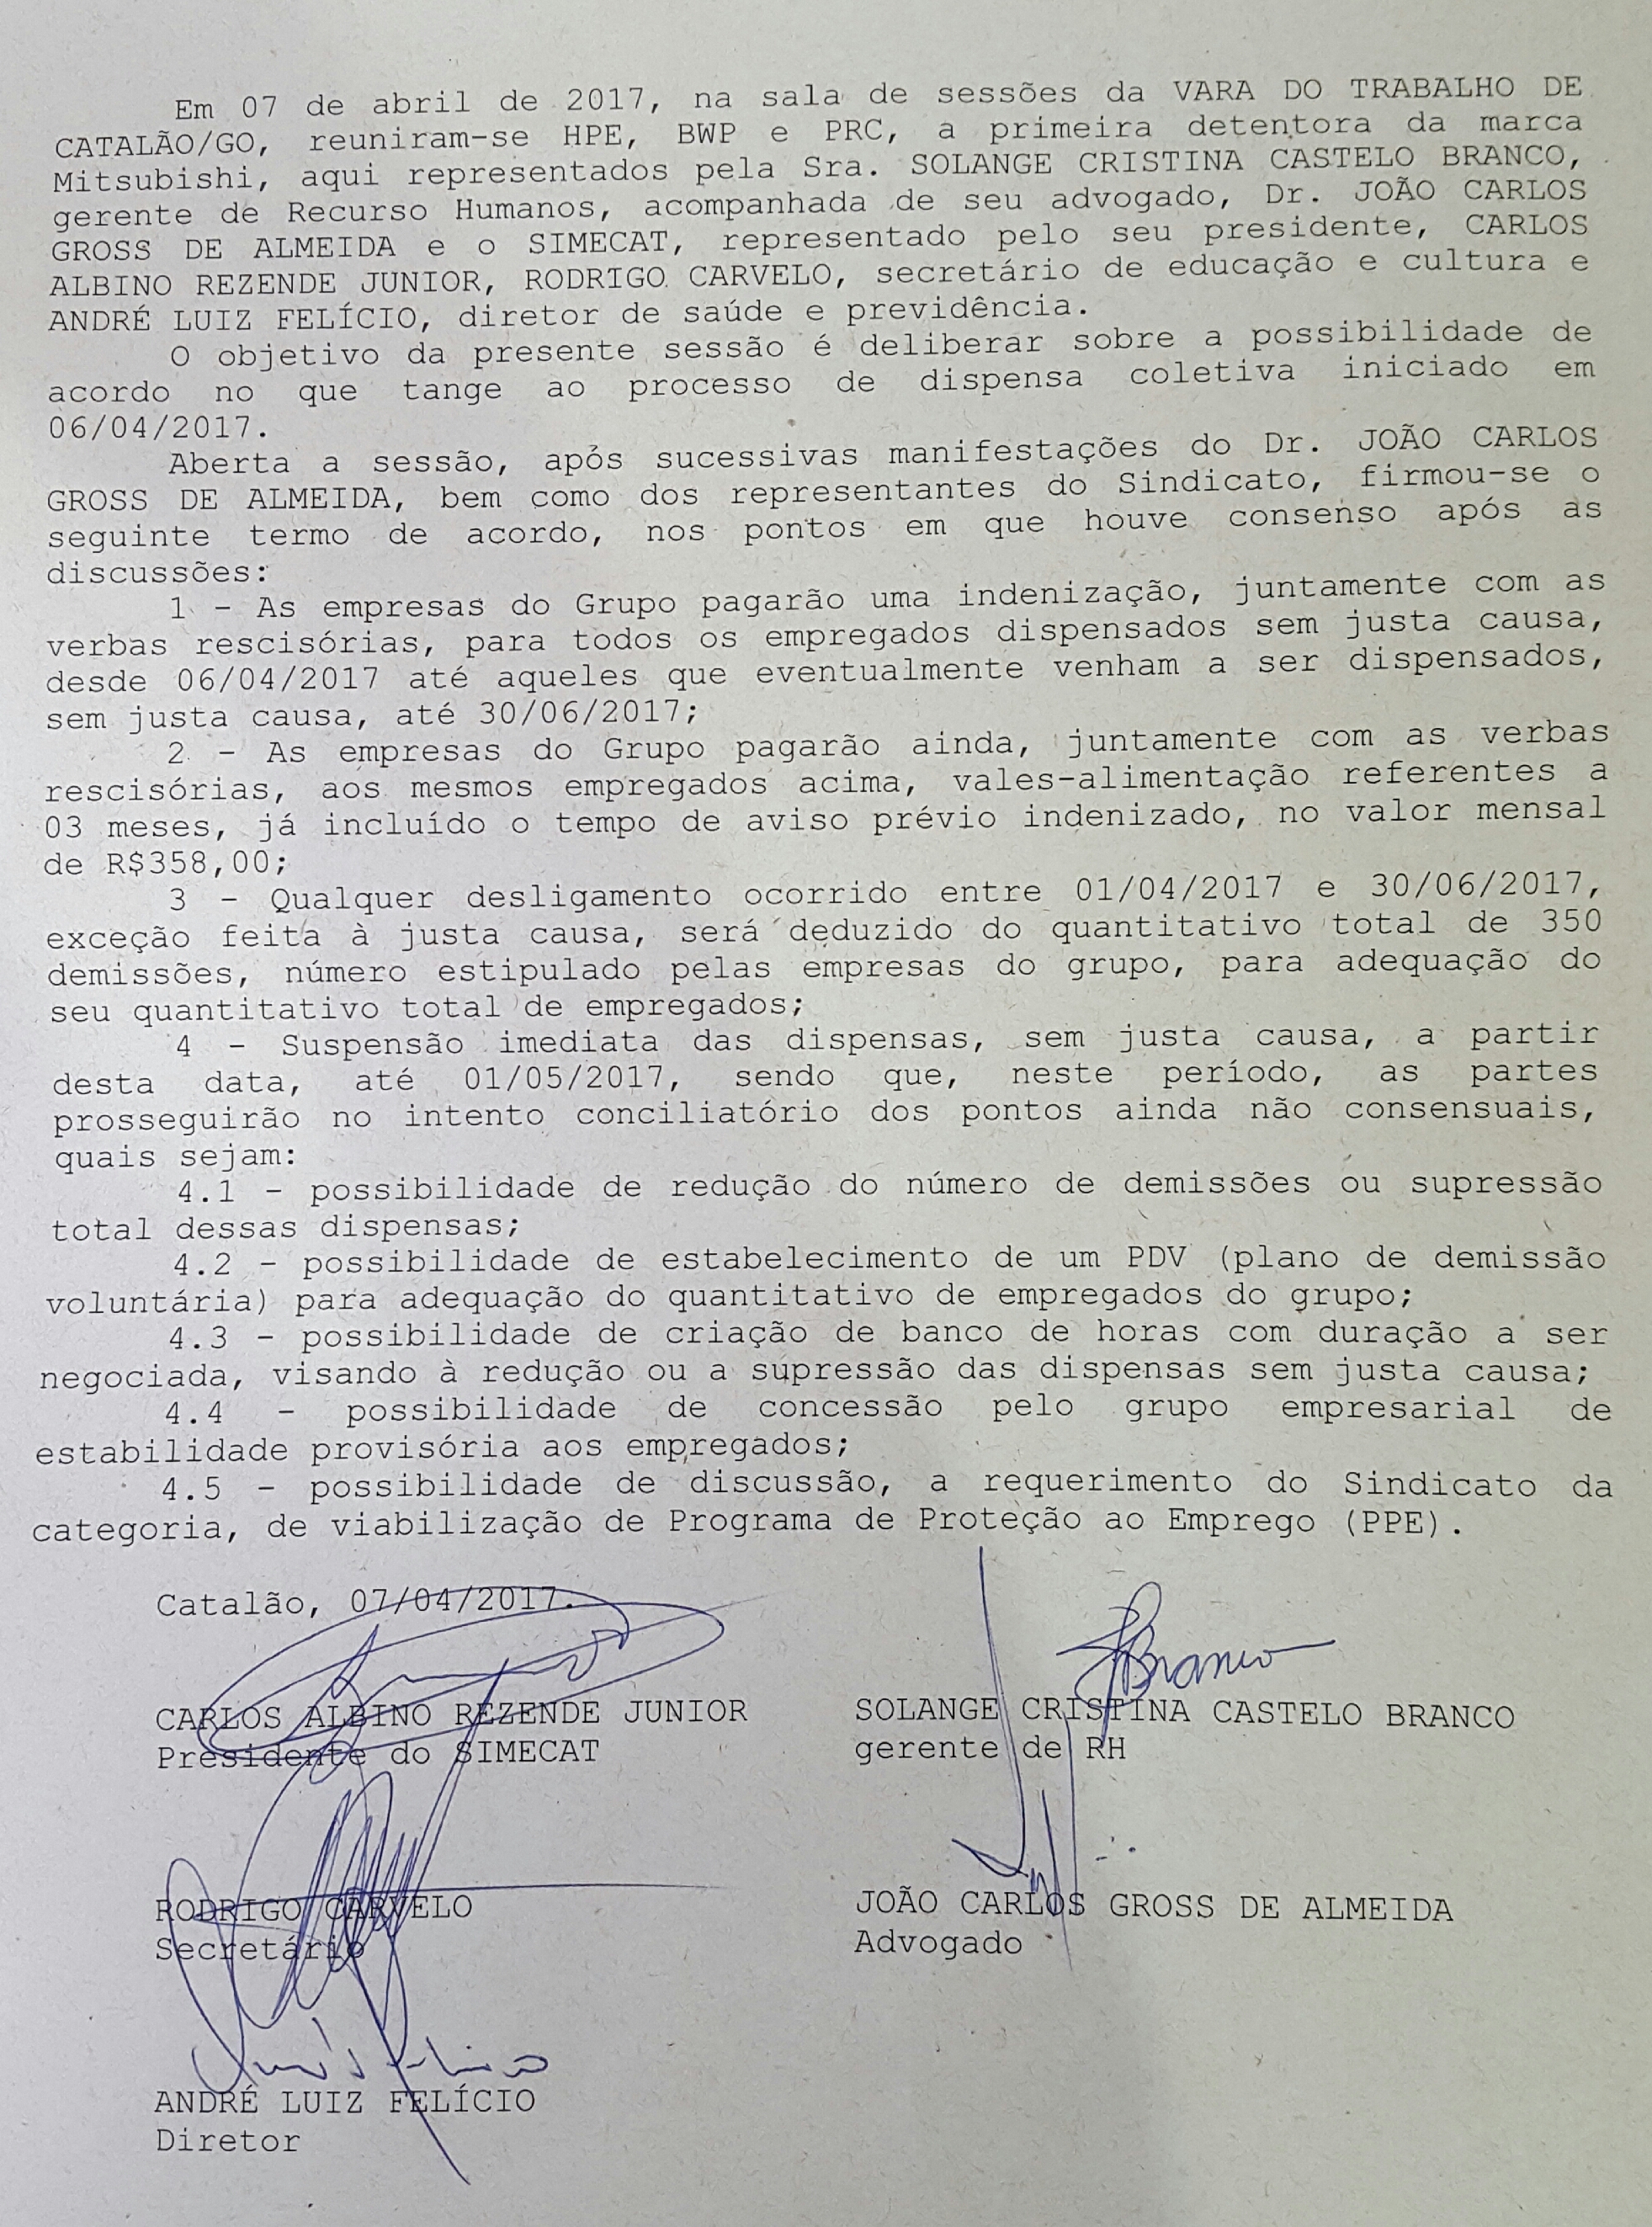 Em 07 de abril de 2017, na sala de sessões da VARA DO TRABALHO DE
CATALÃO/GO, reuniram-se HPE, BWP e PRC, a primeira detentora da marca
Mitsubishi, aqui representados pela Sra. SOLANGE CRISTINA CASTELO BRANCO,
gerente de Recurso Humanos, acompanhada de seu advogado, Dr. JOÃO CARLOS
GROSS DE ALMEIDA e o SIMECAT, representado pelo seu presidente, CARLOS
ALBINO REZENDE JUNIOR, RODRIGO CARVELO, secretário de educação e cultura e
ANDRÉ LUIZ FELÍCIO, diretor de saúde e previdência.
O objetivo da presente sessão é deliberar sobre a possibilidade de
acordo no que tange ao processo de dispensa coletiva iniciado em
06/04/2017.
Aberta a sessão, após sucessivas manifestações do Dr. JOÃO CARLOS
GROSS DE ALMEIDA, bem como dos representantes do Sindicato, firmou-se o
seguinte termo de acordo, nos pontos em que houve consenso após as
discussões:
1 - As empresas do Grupo pagarão uma indenização, juntamente com as
verbas rescisórias, para todos os empregados dispensados sem justa causa,
desde 06/04/2017 até aqueles que eventualmente venham a ser dispensados,
sem justa causa, até 30/06/2017;
2 - As empresas do Grupo pagarão ainda, juntamente com as verbas
rescisórias, aos mesmos empregados acima, vales-alimentação referentes a
03 meses, já incluído o tempo de aviso prévio indenizado, no valor mensal
de R$358,00;
3 - Qualquer desligamento ocorrido entre 01/04/2017 e 30/06/2017,
exceção feita à justa causa, será deduzido do quantitativo total de 350
demissões, número estipulado pelas empresas do grupo, para adequação do
seu quantitativo total de empregados;
4 - Suspensão imediata das dispensas, sem justa causa, a partir
desta data, até 01/05/2017, sendo que, neste período, as partes
prosseguirão no intento conciliatório dos pontos ainda não consensuais,
quais sejam:
4.1 - possibilidade de redução do número de demissões ou supressão
total dessas dispensas;
4.2 - possibilidade de estabelecimento de um PDV (plano de demissão
voluntária) para adequação do quantitativo de empregados do grupo;
4.3 - possibilidade de criação de banco de horas com duração a ser
negociada, visando à redução ou a supressão das dispensas sem justa causa;
4.4 - possibilidade de concessão pelo grupo empresarial de
estabilidade provisória aos empregados;
4.5 - possibilidade de discussão, a requerimento do Sindicato da
categoria, de viabilização de Programa de Proteção ao Emprego (PPE).
Catalão, 07/04/2017.
CARLOS ALBINO REZENDE JUNIOR
Presidente do SIMECAT
Branco
SOLANGE CRISTINA CASTELO BRANCO
gerente de RH
RODRIGO CARVELO
Secretário
JOÃO CARLOS GROSS DE ALMEIDA
Advogado
ANDRÉ LUIZ FELÍCIO
Diretor